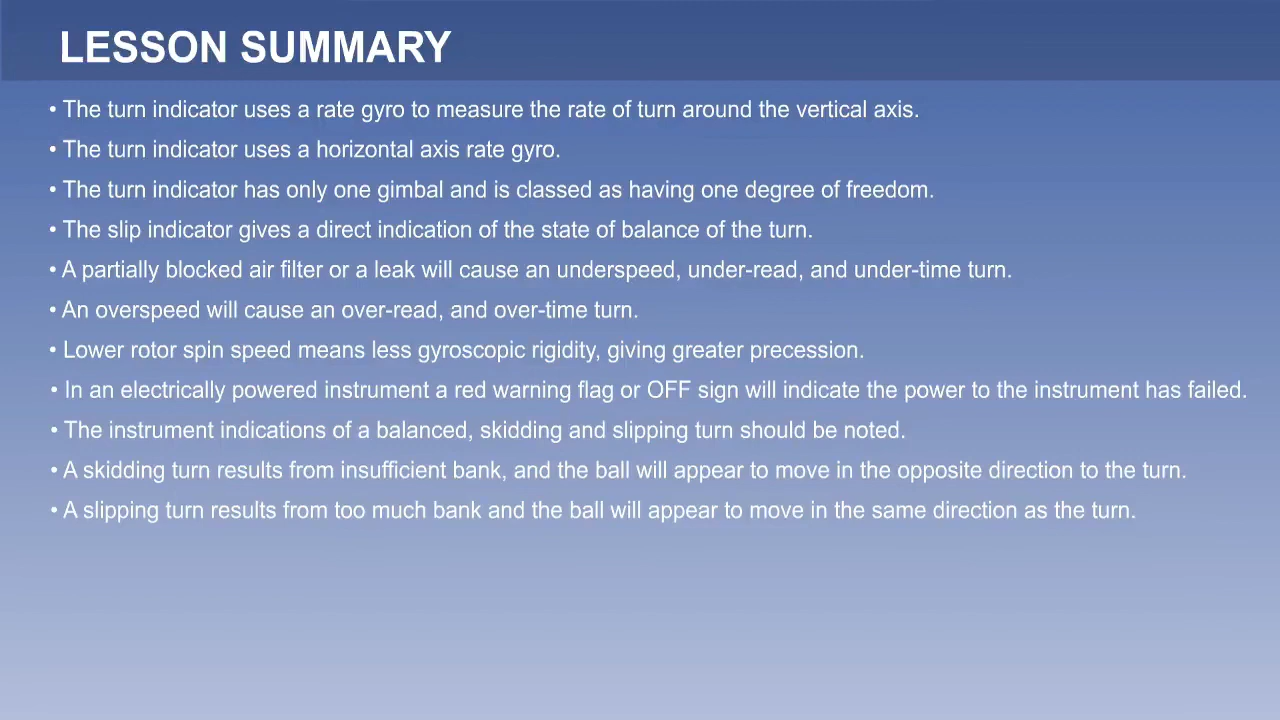 LESSON SUMMARY
• The turn indicator uses a rate gyro to measure the rate of turn around the vertical axis.
• The turn indicator uses a horizontal axis rate gyro.
• The turn indicator has only one gimbal and is classed as having one degree of freedom.
• The slip indicator gives a direct indication of the state of balance of the turn.
• A partially blocked air filter or a leak will cause an underspeed, under-read, and under-time turn.
• An overspeed will cause an over-read, and over-time turn.
• Lower rotor spin speed means less gyroscopic rigidity, giving greater precession.
• In an electrically powered instrument a red warning flag or OFF sign will indicate the power to the instrument has failed.
• The instrument indications of a balanced, skidding and slipping turn should be noted.
• A skidding turn results from insufficient bank, and the ball will appear to move in the opposite direction to the turn.
• A slipping turn results from too much bank and the ball will appear to move in the same direction as the turn.